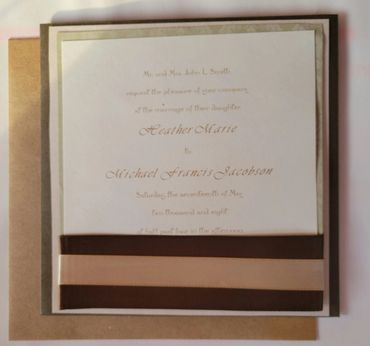 Mr. and Mrs. John L. Smith
request the pleasure of your company
at the marriage of their daughter
Heather Marie
to
Michael Francis Jacobson
Saturday, the seventeenth of May
two thousand and eight
at half past four in the afternoon